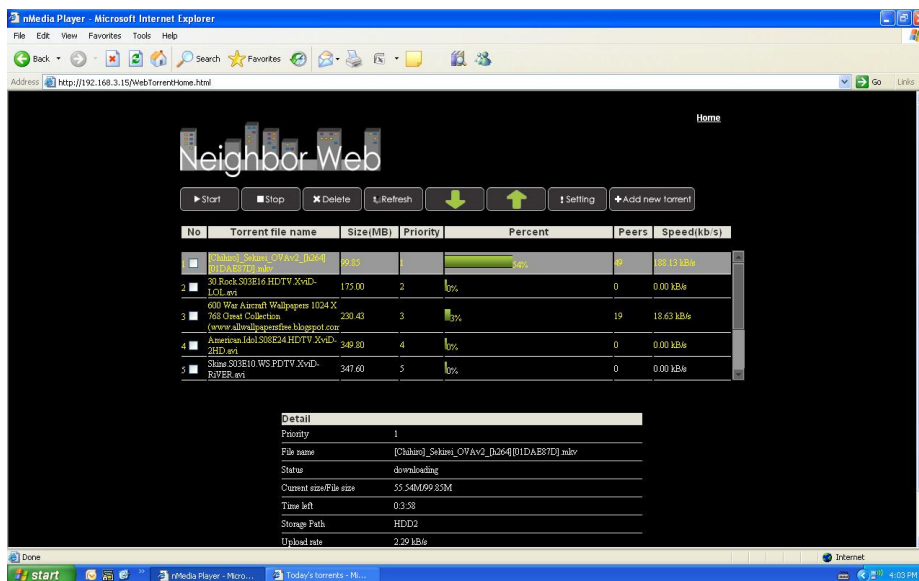 nMedia Player - Microsoft Internet Explorer
File Edit View Favorites Tools Help
Back Search Favorites
Address http://192.168.3.15/WebTorrentHome.html Go Links
Home
Neighbor Web
Start Stop Delete Refresh Setting Add new torrent
No Torrent file name Size(MB) Priority Percent Peers Speed(kb/s)
1 [Chihiro]_Sekirei_OVAv2_[h264][01DAE87D].mkv 99.85 1 54% 49 188.13 kB/s
2 30.Rock.S03E16.HDTV.XviD-LOL.avi 175.00 2 0% 0 0.00 kB/s
3 600 War Aircraft Wallpapers 1024 X 768 Great Collection (www.allwallpapersfree.blogspot.com 230.43 3 3% 19 18.63 kB/s
4 American.Idol.S08E24.HDTV.XviD-2HD.avi 349.80 4 0% 0 0.00 kB/s
5 Skins.S03E10.WS.PDTV.XviD-RiVER.avi 347.60 5 0% 0 0.00 kB/s
Detail
Priority 1
File name [Chihiro]_Sekirei_OVAv2_[h264][01DAE87D].mkv
Status downloading
Current size/File size 55.54M/99.85M
Time left 0:3:58
Storage Path HDD2
Upload rate 2.29 kB/s
Done Internet
start nMedia Player - Micro... Today's torrents - Mi... 4:03 PM